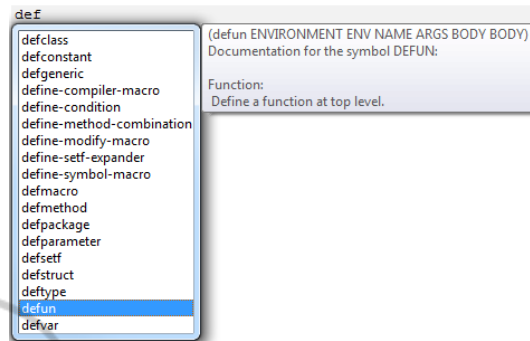 def
defclass
defconstant
defgeneric
define-compiler-macro
define-condition
define-method-combination
define-modify-macro
define-setf-expander
define-symbol-macro
defmacro
defmethod
defpackage
defparameter
defsetf
defstruct
deftype
defun
defvar
(defun ENVIRONMENT ENV NAME ARGS BODY BODY)
Documentation for the symbol DEFUN:
Function:
Define a function at top level.